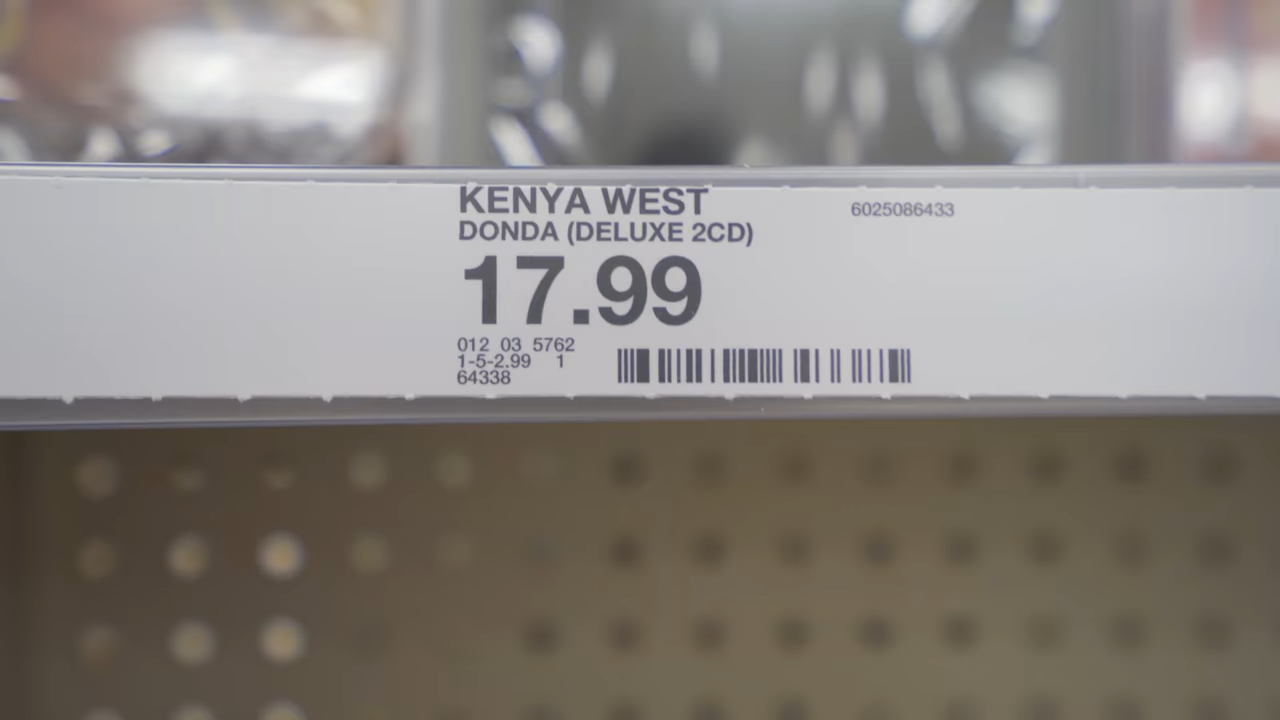 KENYA WEST
6025086433
DONDA (DELUXE 2CD)
17.99
012 03 5762
1-5-2.99 1
64338